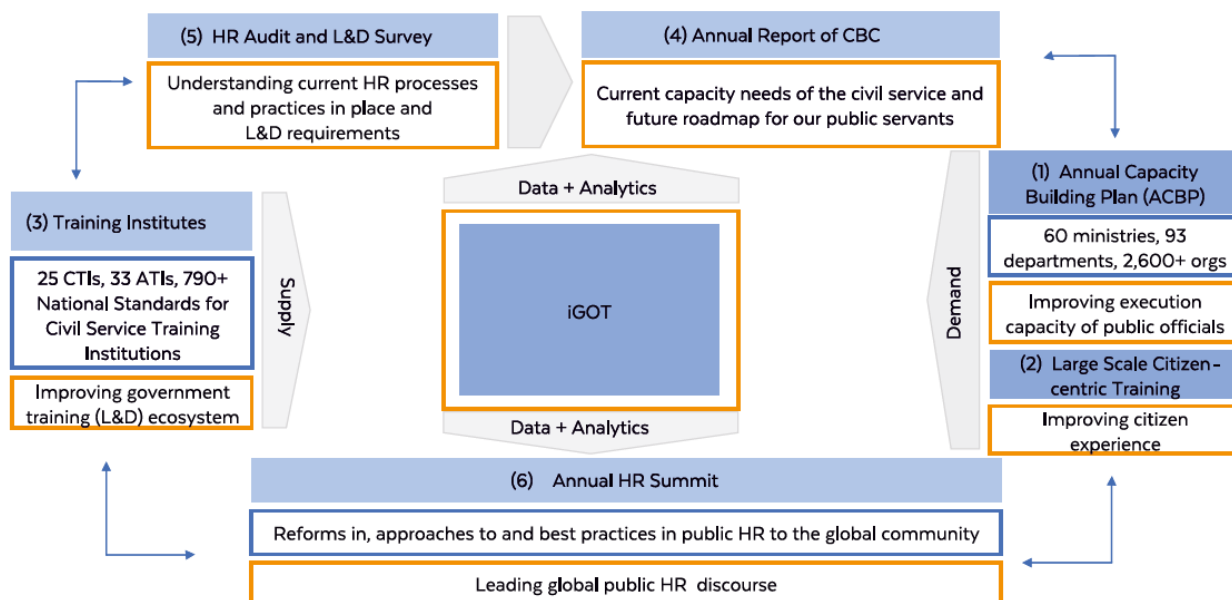 (5) HR Audit and L&D Survey
Understanding current HR processes
and practices in place and
L&D requirements
(4) Annual Report of CBC
Current capacity needs of the civil service and
future roadmap for our public servants
(3) Training Institutes
25 CTIs, 33 ATIs, 790+
National Standards for
Civil Service Training
Institutions
Improving government
training (L&D) ecosystem
Supply
Data + Analytics
iGOT
Data + Analytics
Demand
(1) Annual Capacity
Building Plan (ACBP)
60 ministries, 93
departments, 2,600+ orgs
Improving execution
capacity of public officials
(2) Large Scale Citizen-
centric Training
Improving citizen
experience
(6) Annual HR Summit
Reforms in, approaches to and best practices in public HR to the global community
Leading global public HR discourse